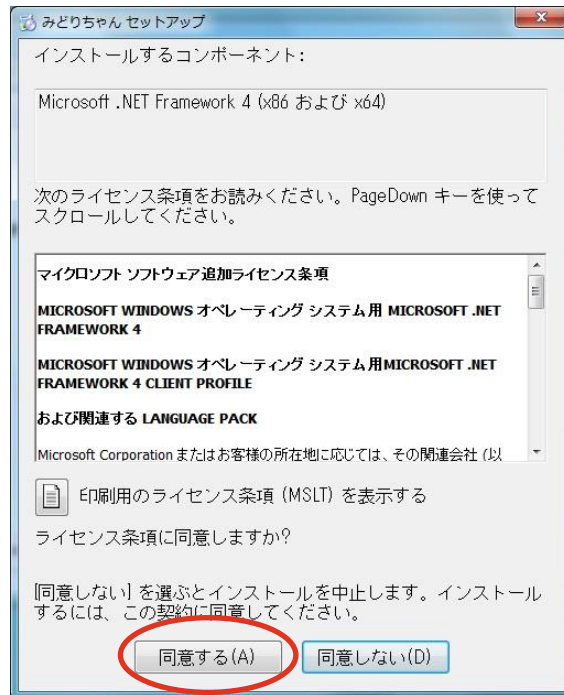 みどりちゃん セットアップ
インストールするコンポーネント:
Microsoft .NET Framework 4 (x86 および x64)
次のライセンス条項をお読みください。PageDown キーを使って
スクロールしてください。
マイクロソフト ソフトウェア追加ライセンス条項
MICROSOFT WINDOWS オペレーティング システム用 MICROSOFT .NET
FRAMEWORK 4
MICROSOFT WINDOWS オペレーティング システム用MICROSOFT .NET
FRAMEWORK 4 CLIENT PROFILE
および関連する LANGUAGE PACK
Microsoft Corporation またはお客様の所在地に応じては、その関連会社 (以
印刷用のライセンス条項 (MSLT) を表示する
ライセンス条項に同意しますか?
[同意しない] を選ぶとインストールを中止します。インストール
するには、この契約に同意してください。
同意する(A)
同意しない(D)